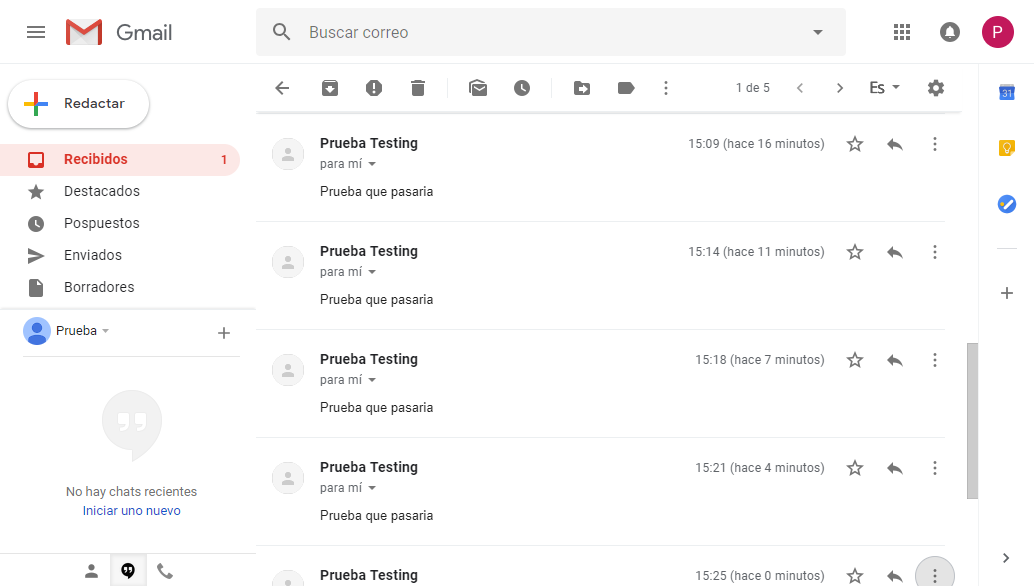 Gmail
Buscar correo
P
Redactar
1 de 5
Es
31
Recibidos 1
Destacados
Pospuestos
Enviados
Borradores
Prueba
No hay chats recientes
Iniciar uno nuevo
Prueba Testing 15:09 (hace 16 minutos)
para mí
Prueba que pasaria
Prueba Testing 15:14 (hace 11 minutos)
para mí
Prueba que pasaria
Prueba Testing 15:18 (hace 7 minutos)
para mí
Prueba que pasaria
Prueba Testing 15:21 (hace 4 minutos)
para mí
Prueba que pasaria
Prueba Testing 15:25 (hace 0 minutos)